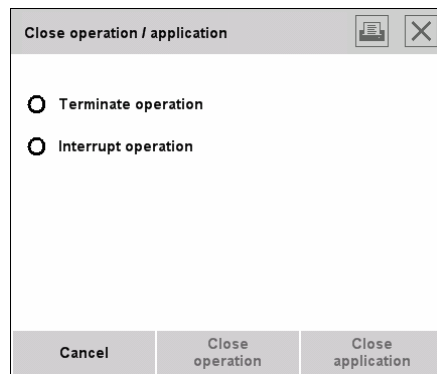 Close operation / application
Terminate operation
Interrupt operation
Cancel
Close
operation
Close
application